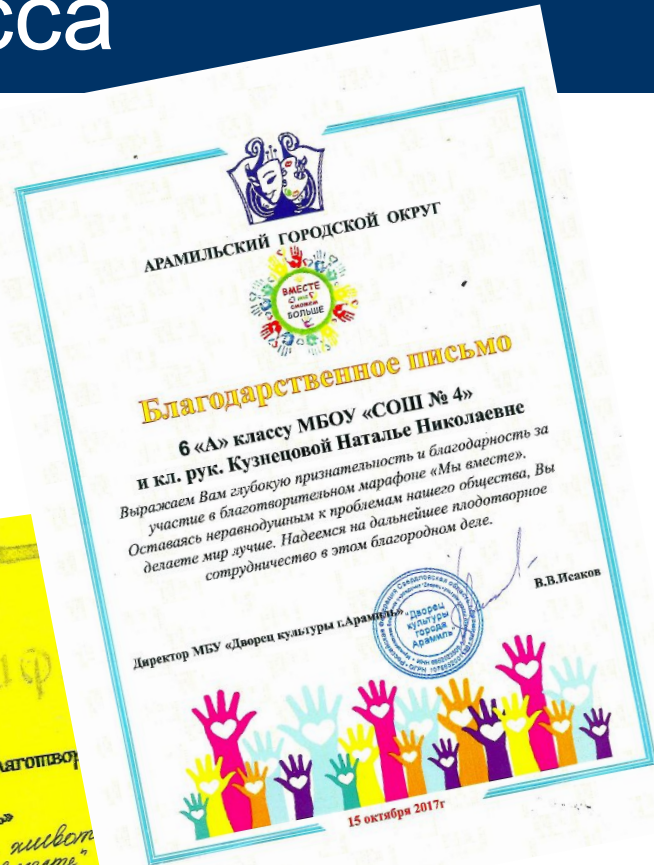 сса
АРАМИЛЬСКИЙ ГОРОДСКОЙ ОКРУГ
ВМЕСТЕ
СМОЖЕМ
БОЛЬШЕ
Благодарственное письмо
6 «А» классу МБОУ «СОШ № 4»
и кл. рук. Кузнецовой Наталье Николаевне
Выражаем Вам глубокую признательность и благодарность за
участие в благотворительном марафоне «Мы вместе».
Оставаясь неравнодушным к проблемам нашего общества, Вы
делаете мир лучше. Надеемся на дальнейшее плодотворное
сотрудничество в этом благородном деле.
Директор МБУ «Дворец культуры г.Арамиль»
В.В.Исаков
"Дворец
культуры
города
Арамиль"
15 октября 2017г